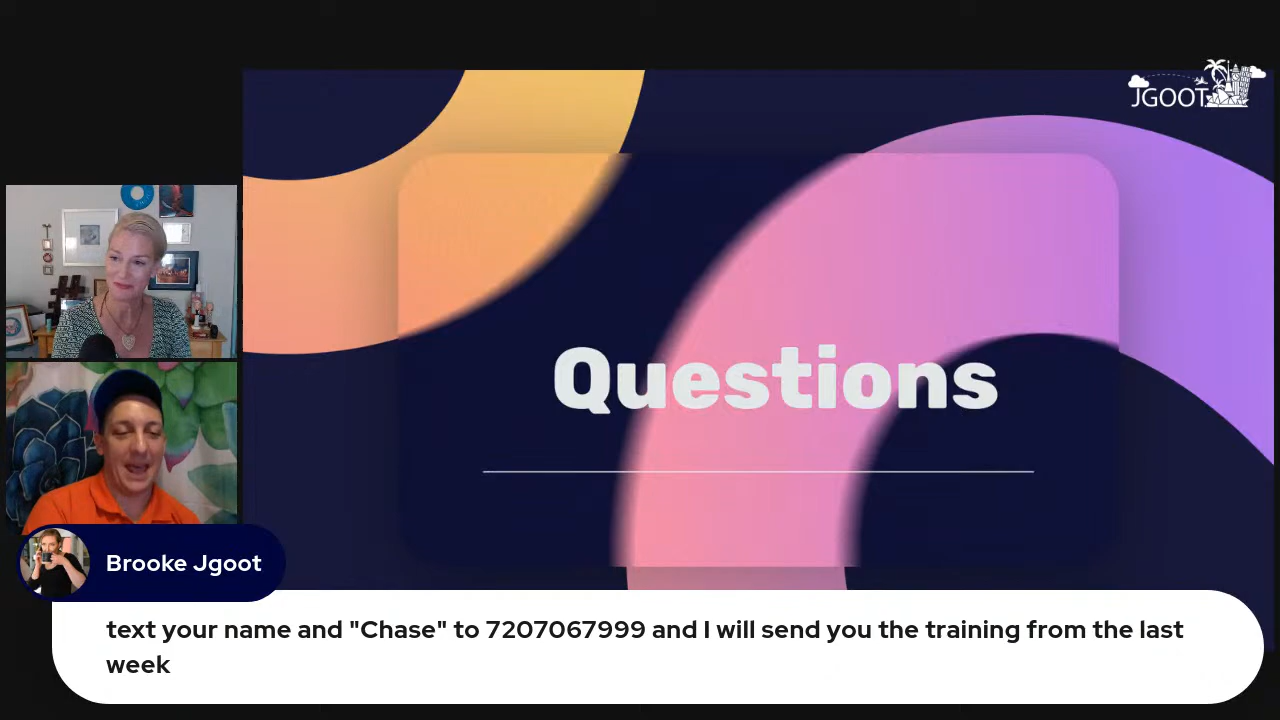 JGOOT
Questions
Brooke Jgoot
text your name and "Chase" to 7207067999 and I will send you the training from the last
week